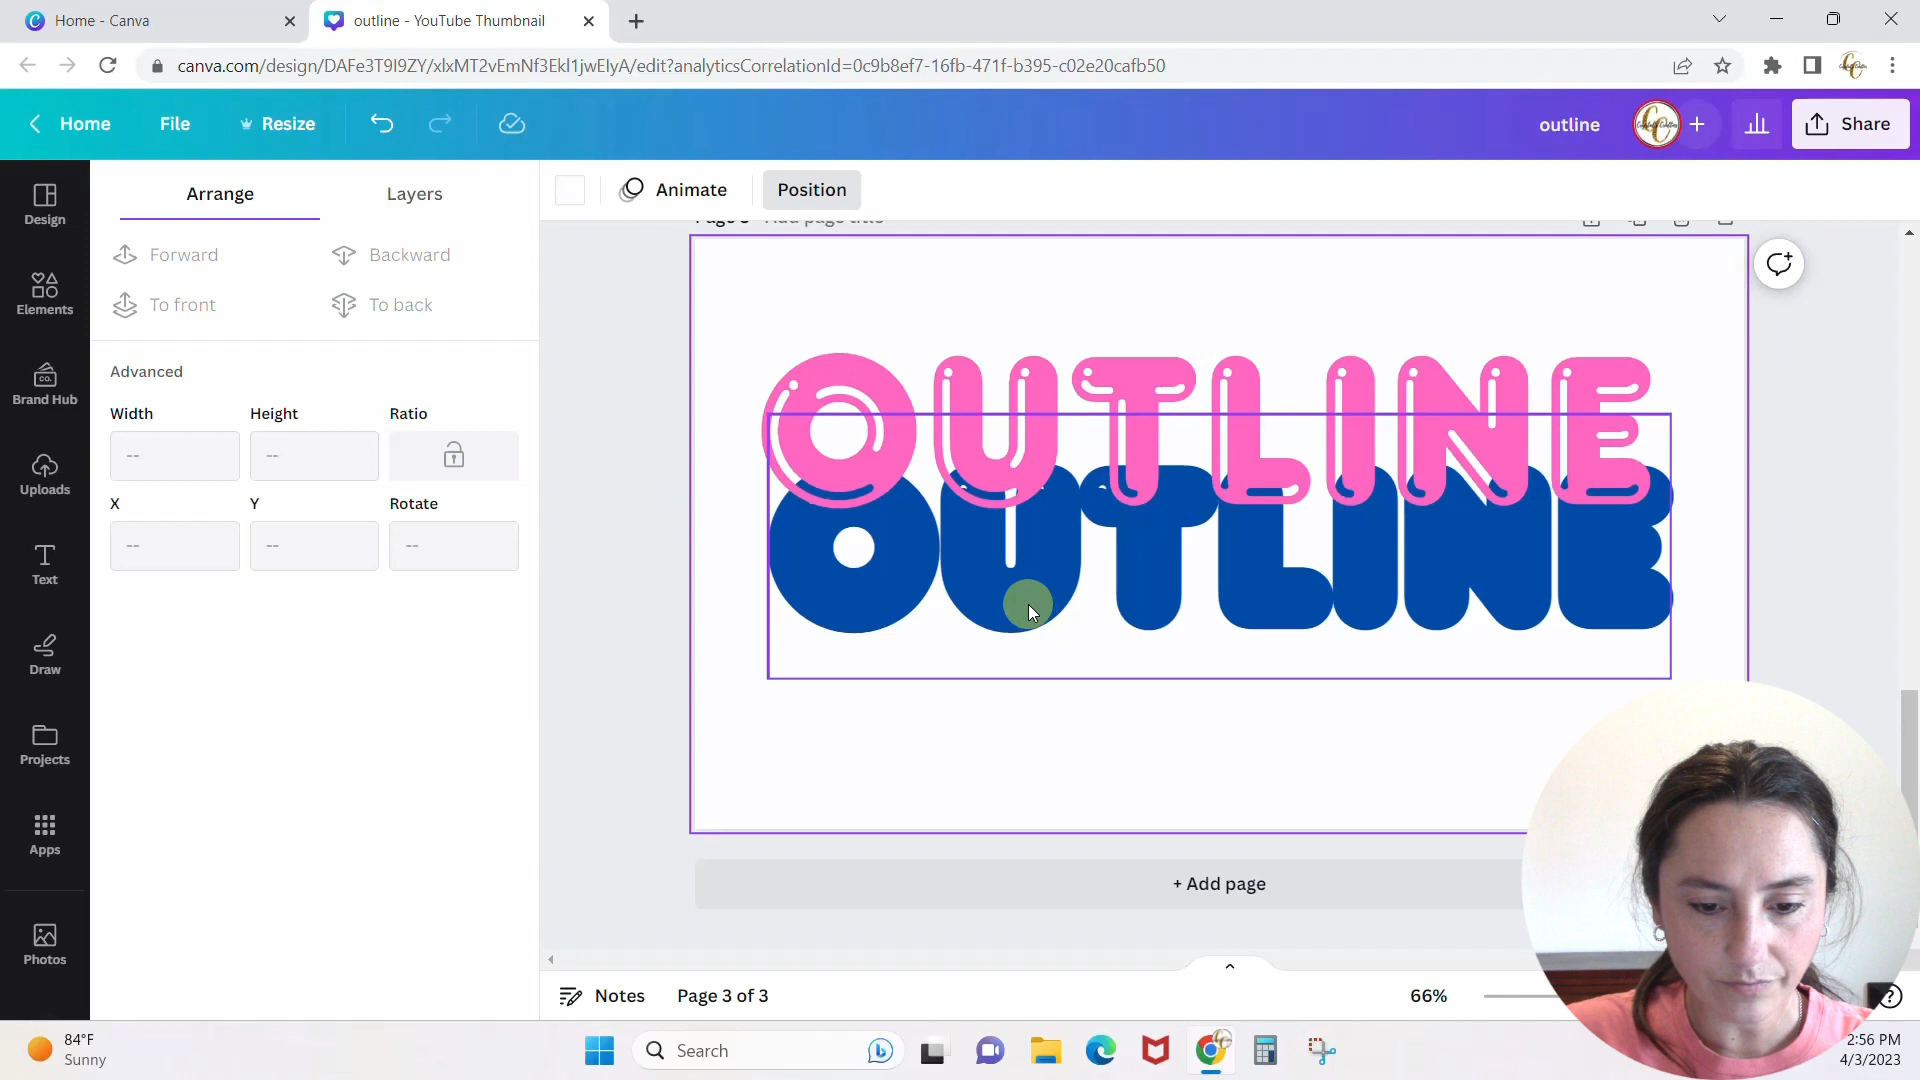 Home - Canva
outline - YouTube Thumbnail
canva.com/design/DAFe3T9I9ZY/xlxMT2vEmNf3Ekl1jwEIyA/edit?analyticsCorrelationId=0c9b8ef7-16fb-471f-b395-c02e20cafb50
Home
File
Resize
outline
Share
Design
Elements
Brand Hub
Uploads
Text
Draw
Projects
Apps
Photos
Arrange
Layers
Forward
Backward
To front
To back
Advanced
Width
Height
Ratio
--
--
X
Y
Rotate
--
--
--
Animate
Position
OUTLINE
OUTLINE
+ Add page
Notes
Page 3 of 3
66%
84°F
Sunny
Search
2:56 PM
4/3/2023